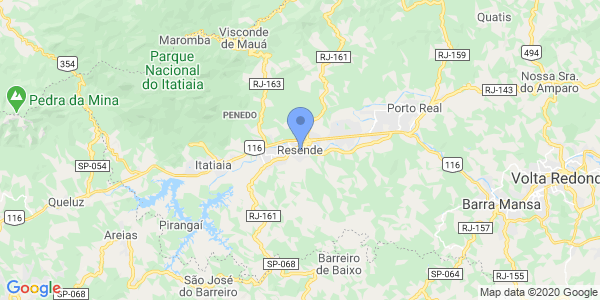 Quatis
Visconde
de Mauá
Maromba
494
RJ-159
RJ-161
354
Parque
Nacional
do Itatiaia
Nossa Sra.
do Amparo
RJ-163
RJ-143
Pedra da Mina
Porto Real
PENEDO
116
Resende
Itatiaia
SP-054
116
Volta Redond
Queluz
Barra Mansa
116
RJ-161
Pirangaí
RJ-157
Areias
Barreiro
de Baixo
SP-068
SP-064
RJ-155
São José
do Barreiro
Google
SP-068
Map data ©2020 Google